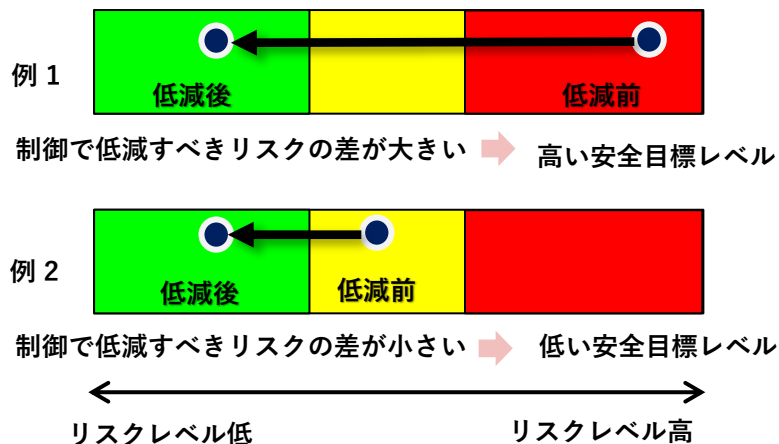 例 1
低減後
低減前
制御で低減すべきリスクの差が大きい
高い安全目標レベル
例 2
低減後
低減前
制御で低減すべきリスクの差が小さい
低い安全目標レベル
リスクレベル低
リスクレベル高